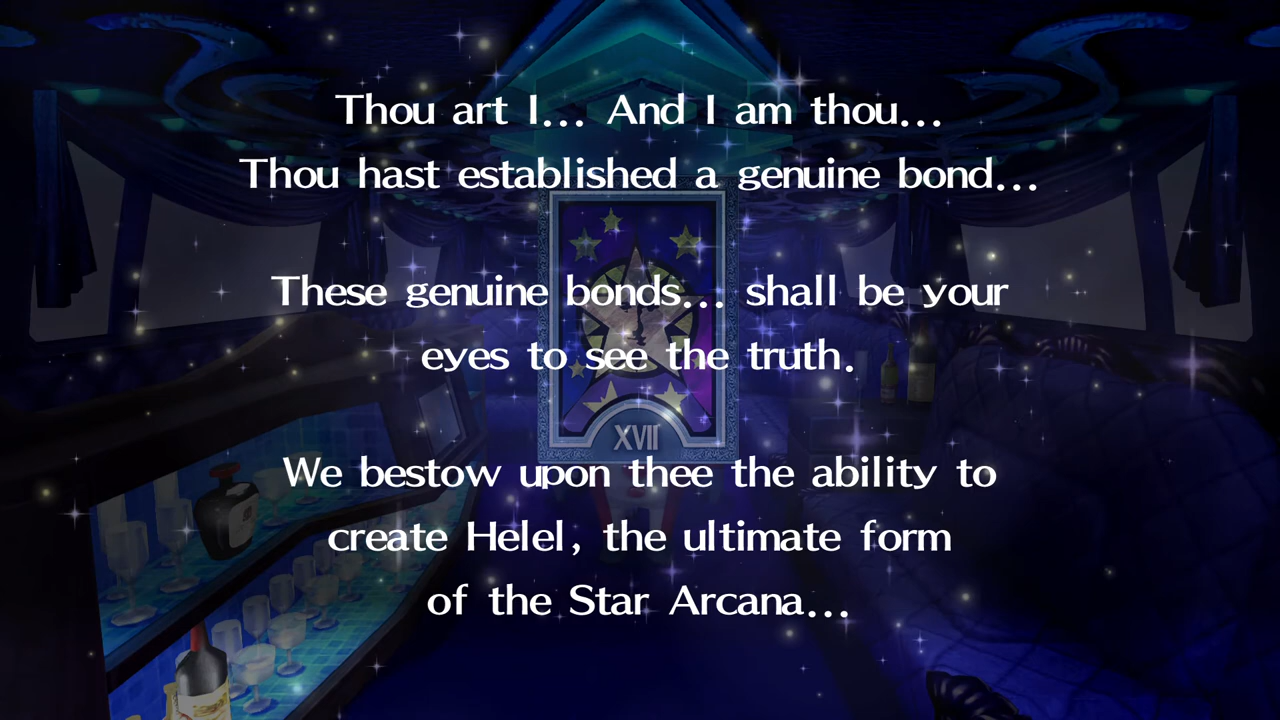 Thou art I... And I am thou...
Thou hast established a genuine bond...
These genuine bonds... shall be your
eyes to see the truth.
XVII
We bestow upon thee the ability to
create Helel, the ultimate form
of the Star Arcana...